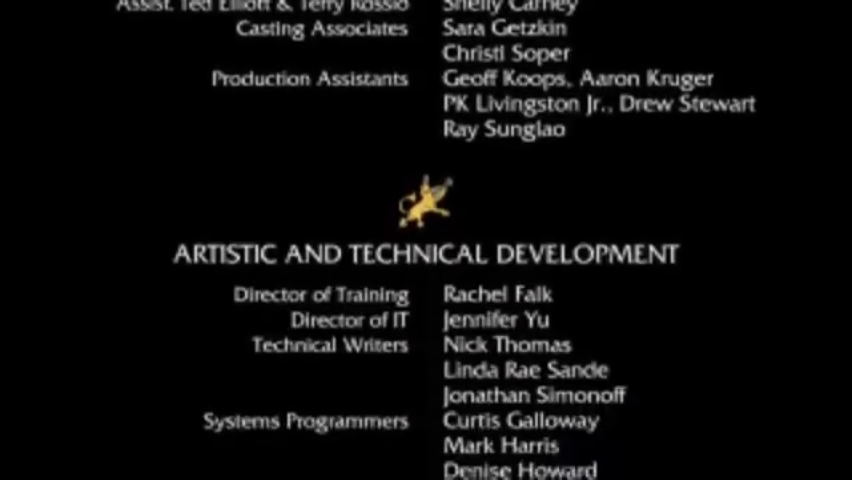 Assist. Ted Elliott & Terry Rossio Shelly Carney
Casting Associates Sara Getzkin
Christi Soper
Production Assistants Geoff Koops, Aaron Kruger
PK Livingston Jr., Drew Stewart
Ray Sunglao
ARTISTIC AND TECHNICAL DEVELOPMENT
Director of Training Rachel Falk
Director of IT Jennifer Yu
Technical Writers Nick Thomas
Linda Rae Sande
Jonathan Simonoff
Systems Programmers Curtis Galloway
Mark Harris
Denise Howard